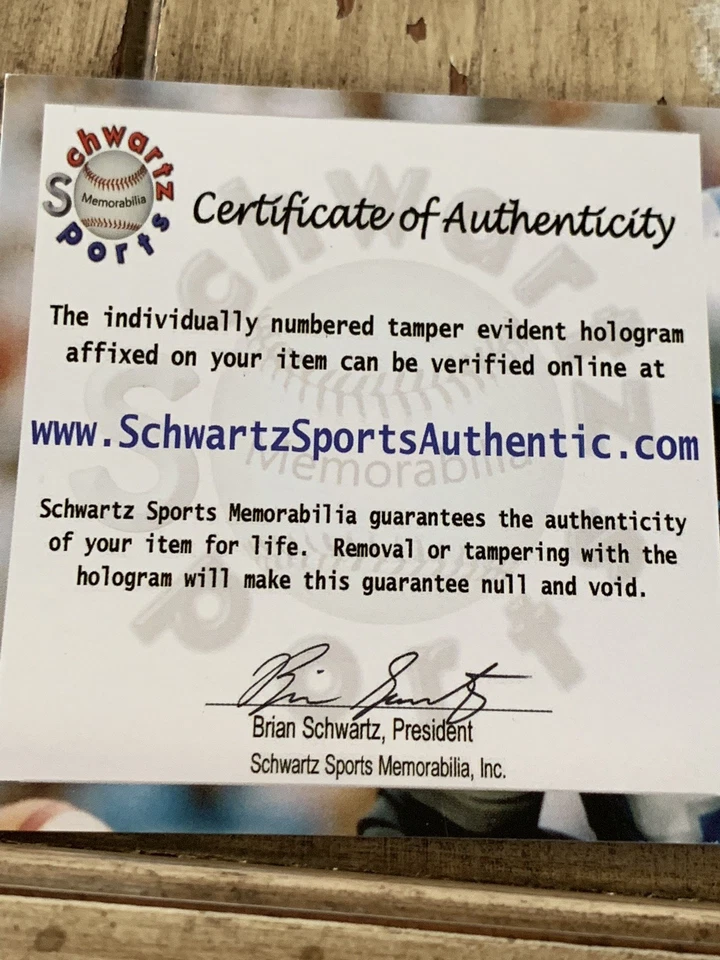 Schwartz
Memorabilia
Sports
Certificate of Authenticity
The individually numbered tamper evident hologram
affixed on your item can be verified online at
www.SchwartzSportsAuthentic.com
Schwartz Sports Memorabilia guarantees the authenticity
of your item for life. Removal or tampering with the
hologram will make this guarantee null and void.
Brian Schwartz, President
Schwartz Sports Memorabilia, Inc.